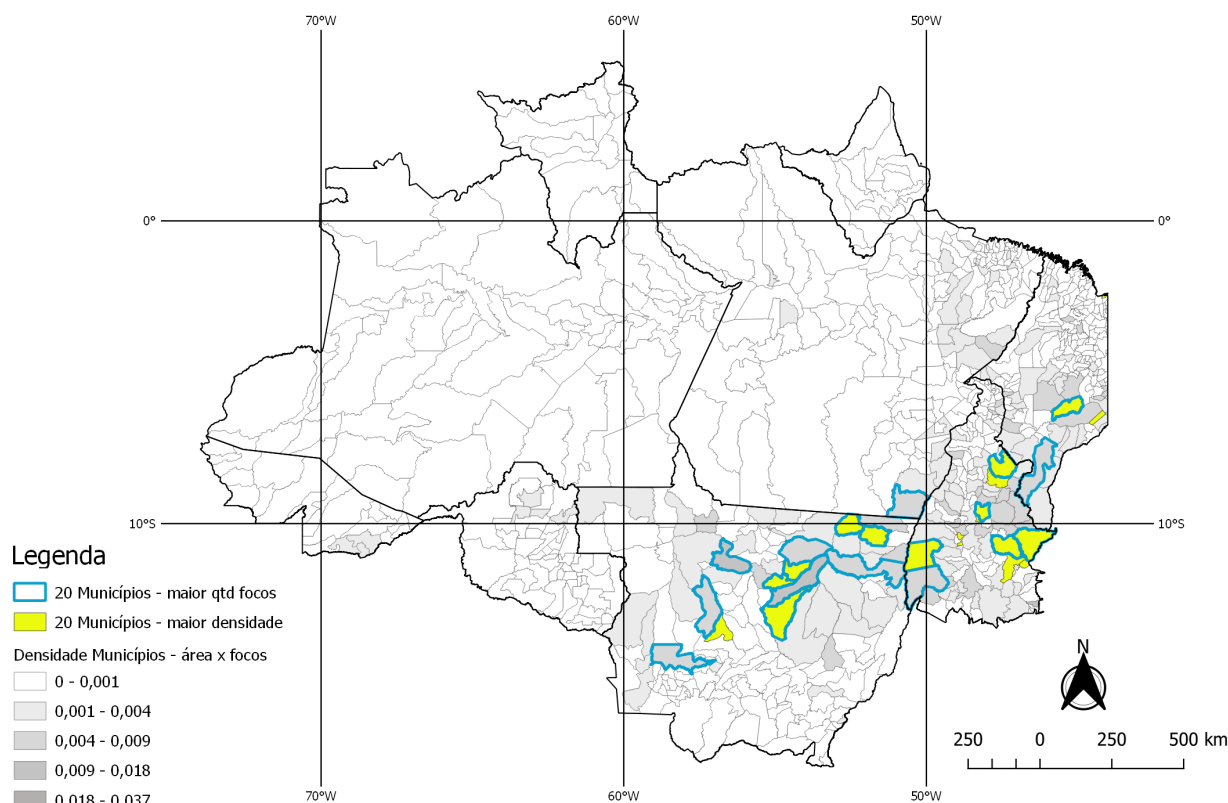 70°W 60°W 50°W
0° 0°
10°S 10°S
Legenda
20 Municípios - maior qtd focos
20 Municípios - maior densidade
Densidade Municípios - área x focos
0 - 0,001
0,001 - 0,004
0,004 - 0,009
0,009 - 0,018
0,018 - 0,037
N
250 0 250 500 km
70°W 60°W 50°W